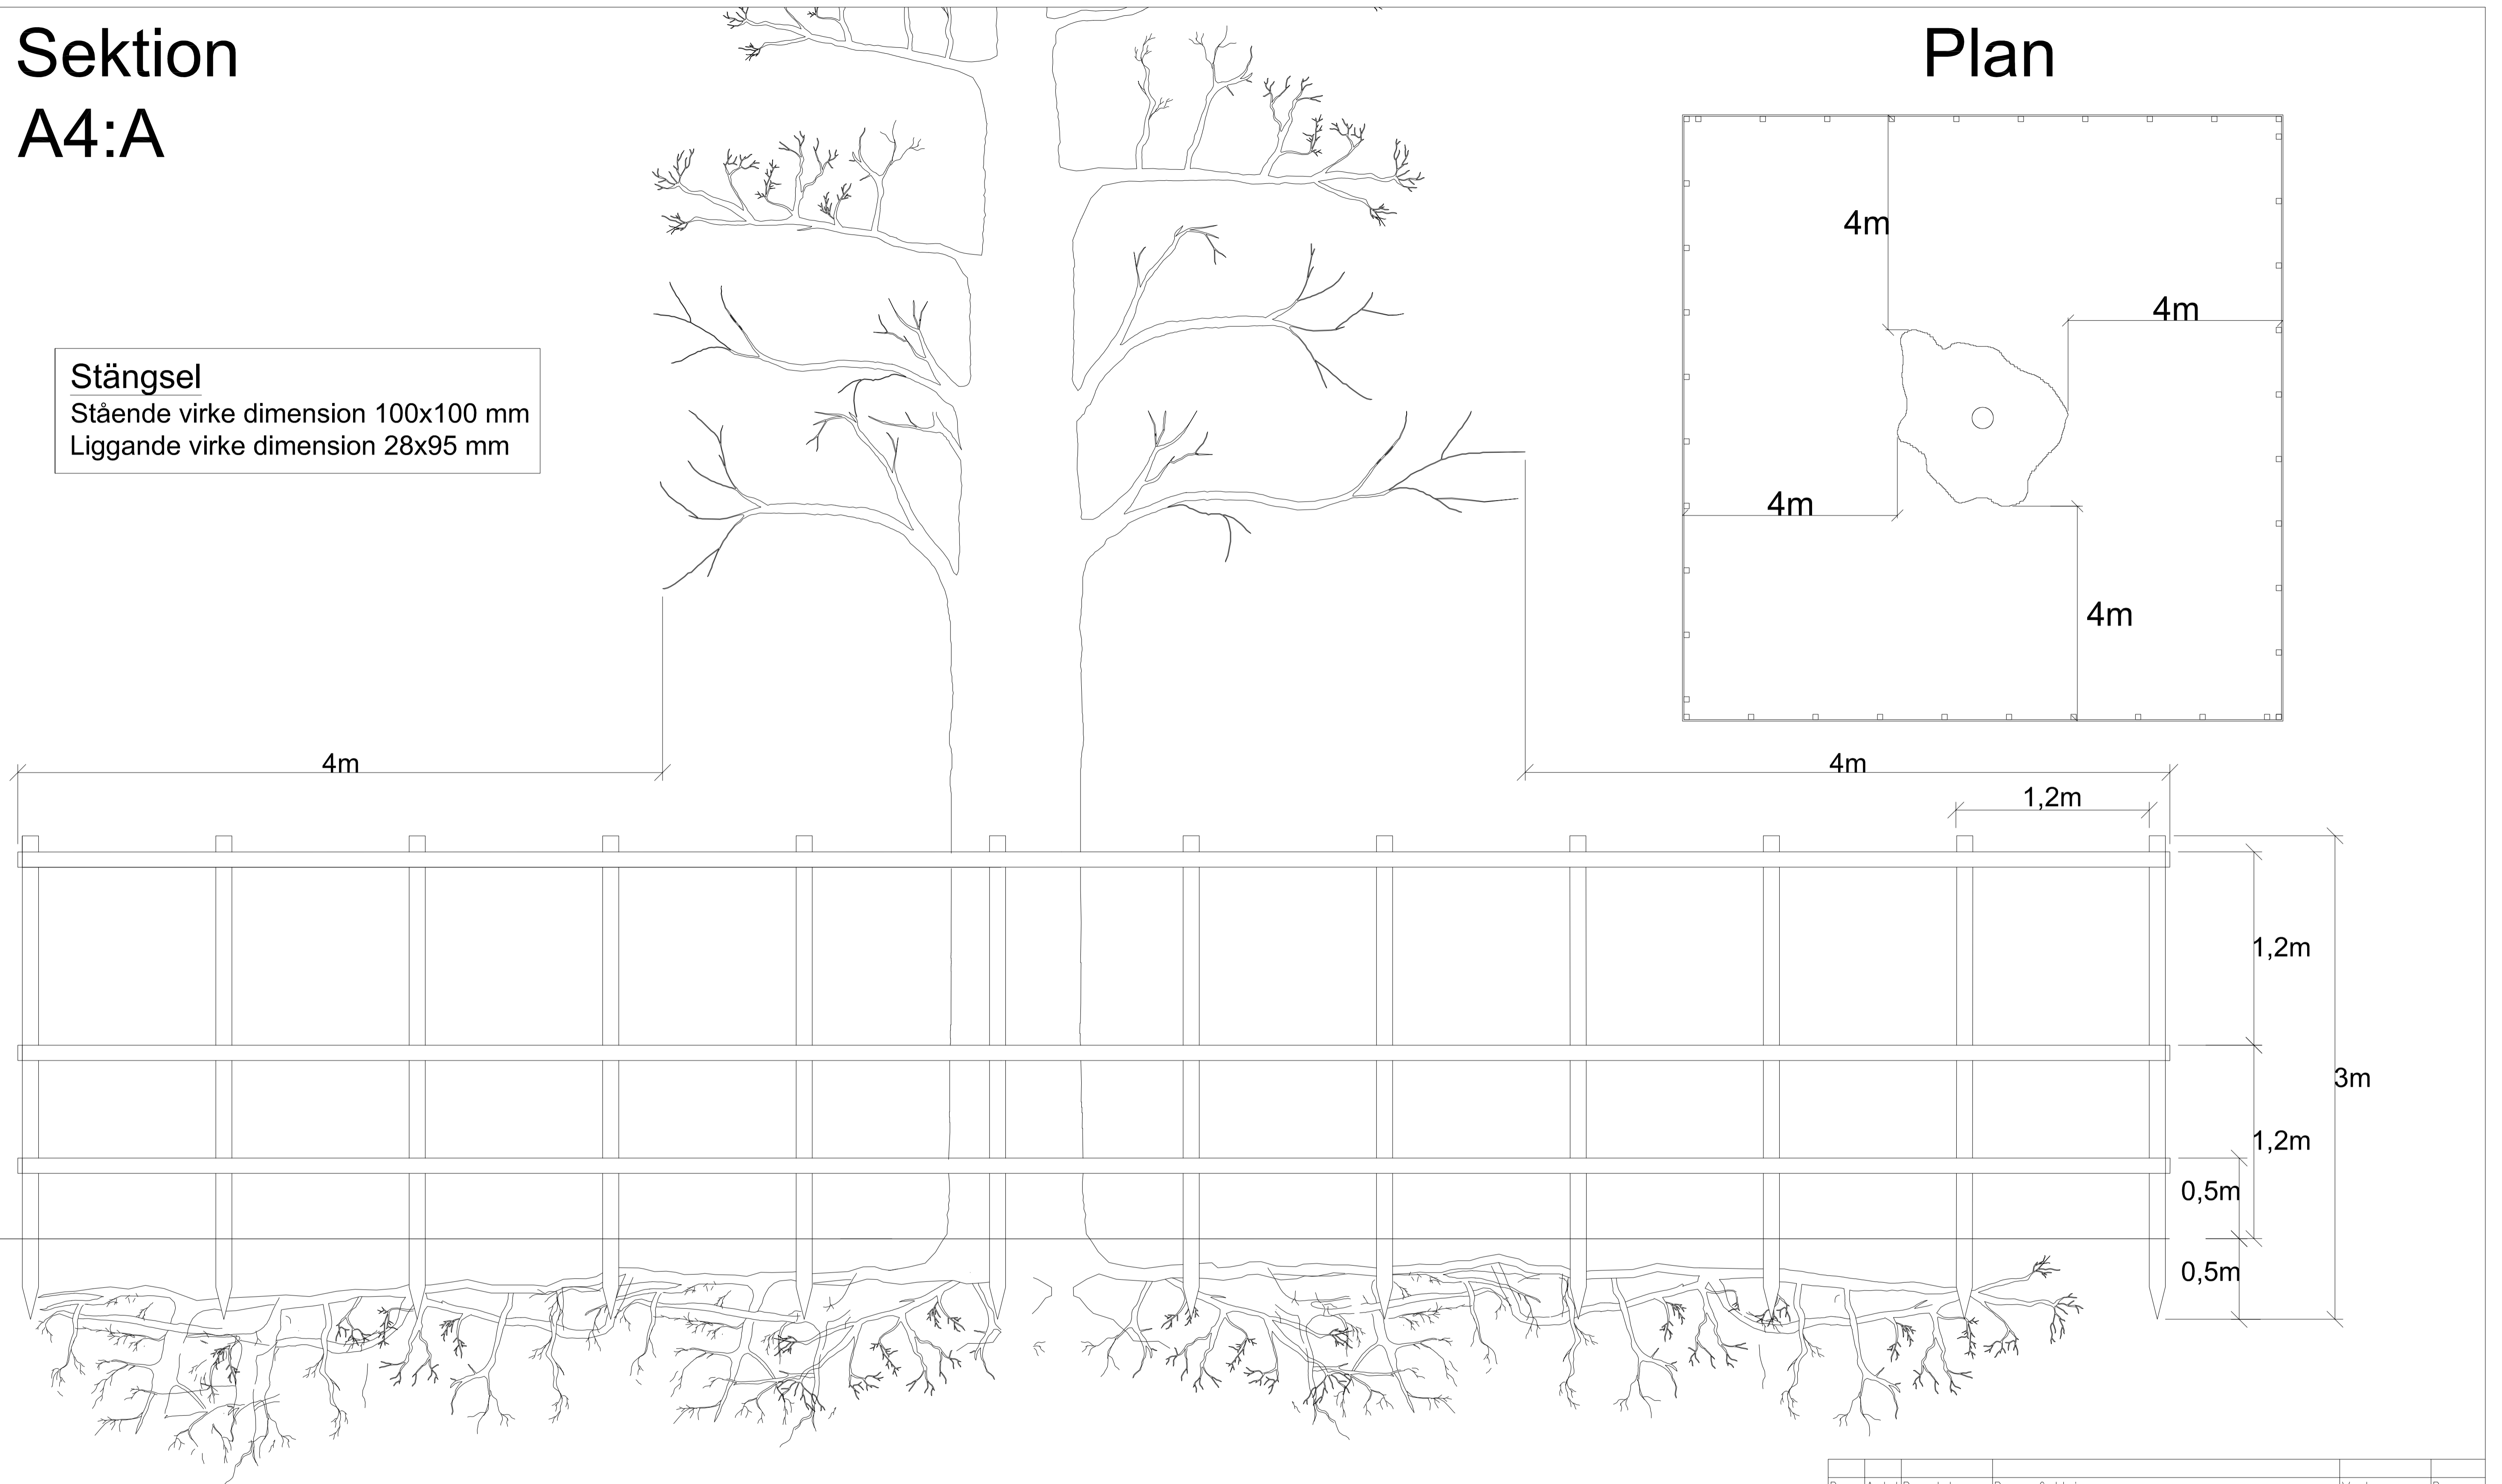 Sektion
A4:A
Plan
Stängsel
Stående virke dimension 100x100 mm
Liggande virke dimension 28x95 mm
4m
4m
4m
4m
4m
4m
1,2m
1,2m
3m
1,2m
0,5m
0,5m